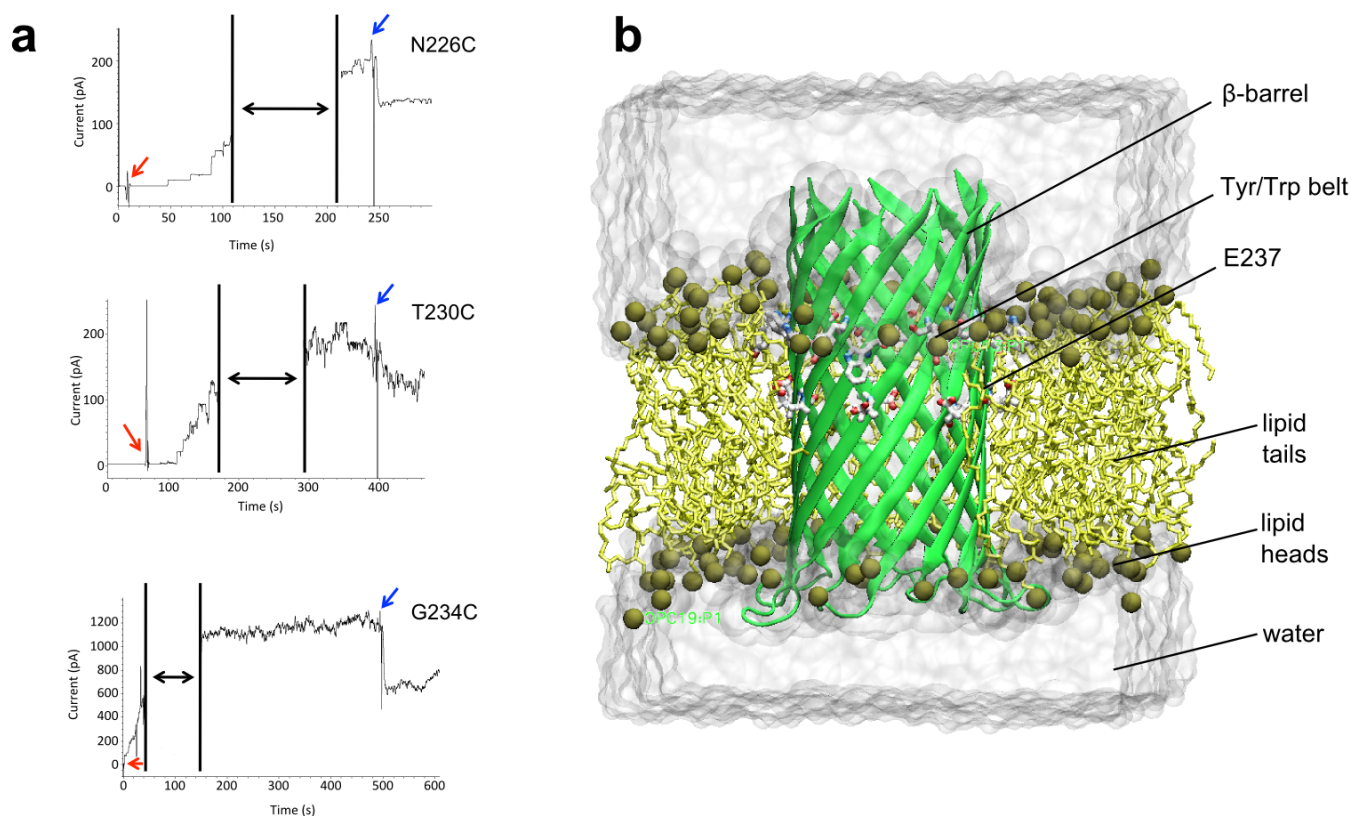 a
N226C
Current (pA)
200
100
0
0 50 100 150 200 250
Time (s)
T230C
Current (pA)
200
100
0
0 100 200 300 400
Time (s)
G234C
Current (pA)
1200
1000
800
600
400
200
0
0 100 200 300 400 500 600
Time (s)
b
β-barrel
Tyr/Trp belt
E237
lipid
tails
lipid
heads
water
OPC19:P1